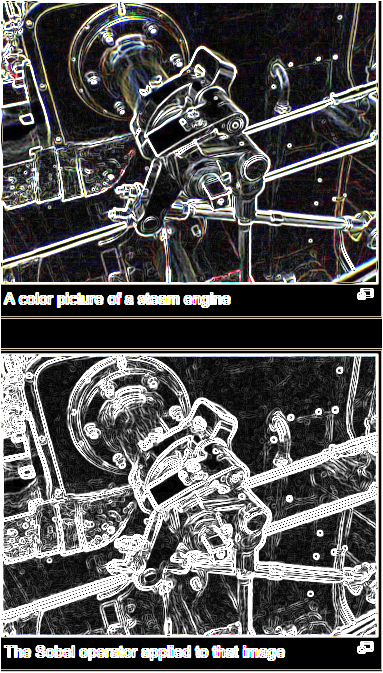 A color picture of a steam engine
The Sobel operator applied to that image